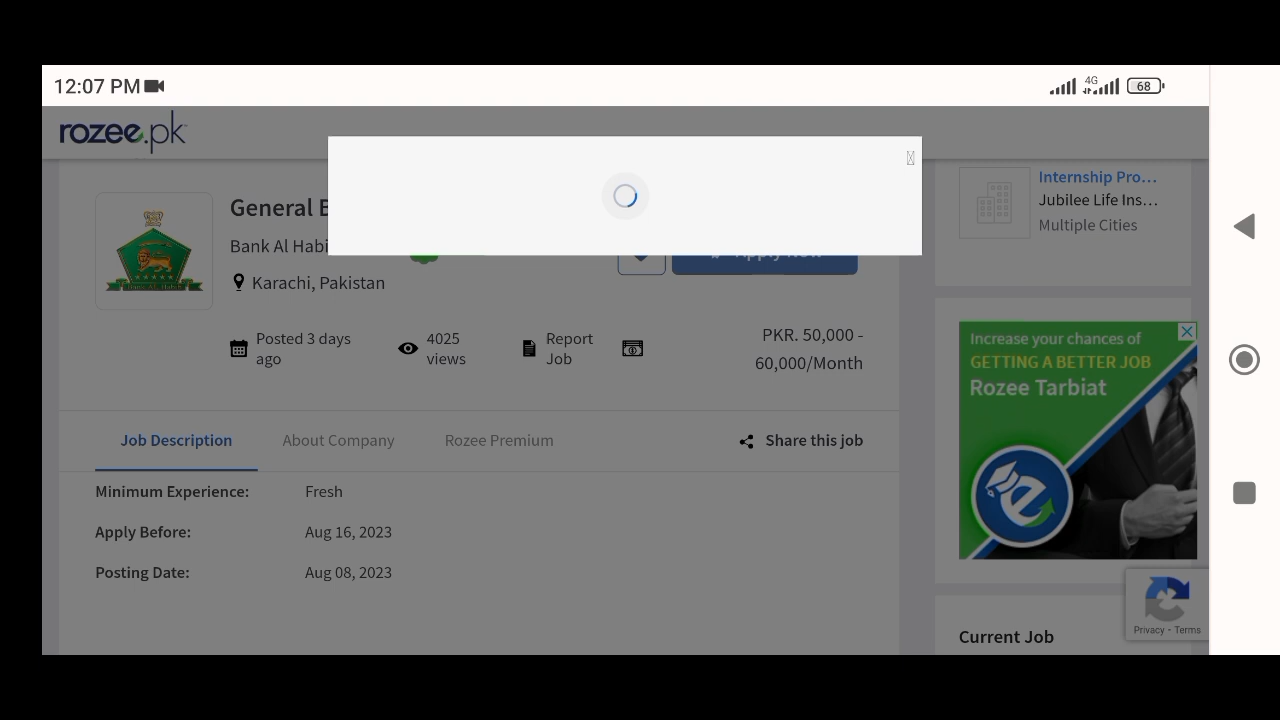 12:07 PM
4G
68
rozee.pk
General
Bank Al Habi
Karachi, Pakistan
Posted 3 days
ago
4025
views
Report
Job
PKR. 50,000 -
60,000/Month
Job Description
About Company
Rozee Premium
Share this job
Minimum Experience:
Fresh
Apply Before:
Aug 16, 2023
Posting Date:
Aug 08, 2023
Internship Pro...
Jubilee Life Ins...
Multiple Cities
Increase your chances of
GETTING A BETTER JOB
Rozee Tarbiat
Privacy - Terms
Current Job